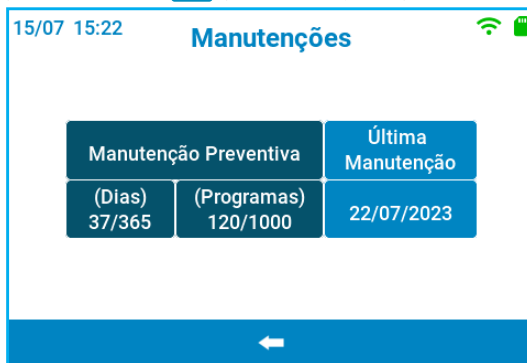 15/07 15:22
Manutenções
Manutenção Preventiva
Última
Manutenção
(Dias)
37/365
(Programas)
120/1000
22/07/2023